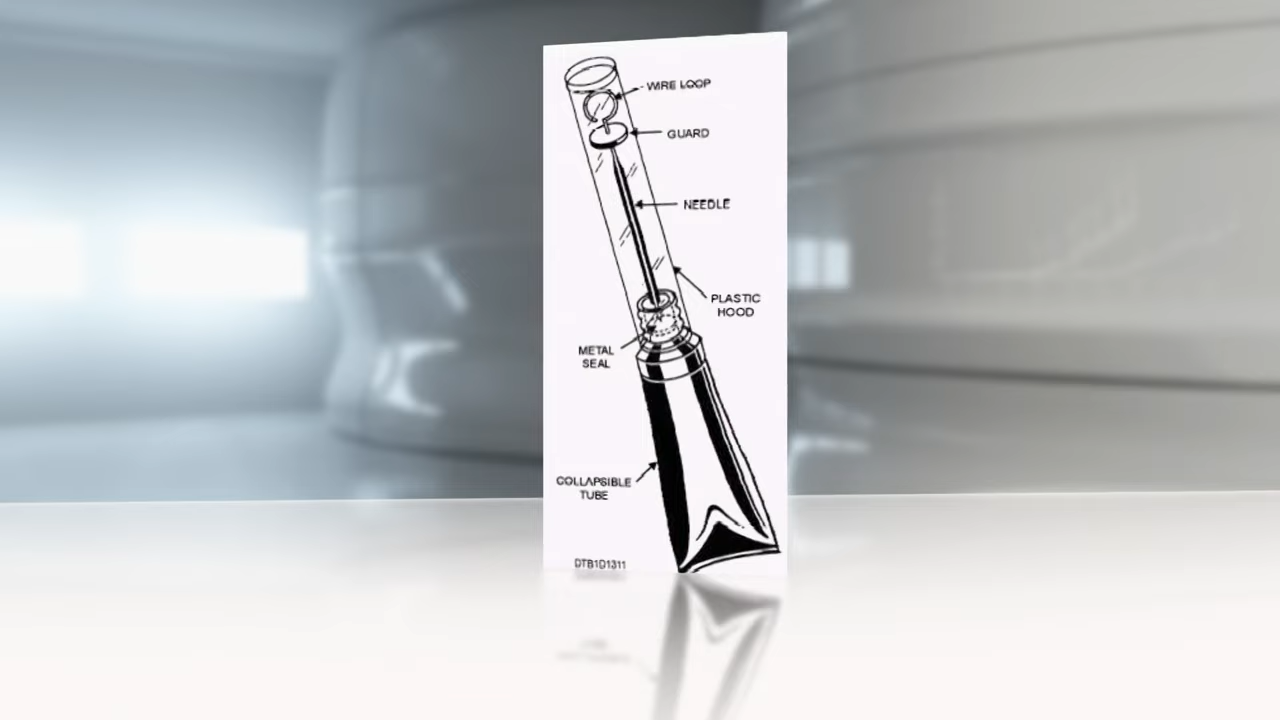 WIRE LOOP
GUARD
NEEDLE
PLASTIC
HOOD
METAL
SEAL
COLLAPSIBLE
TUBE
DTB1D1311